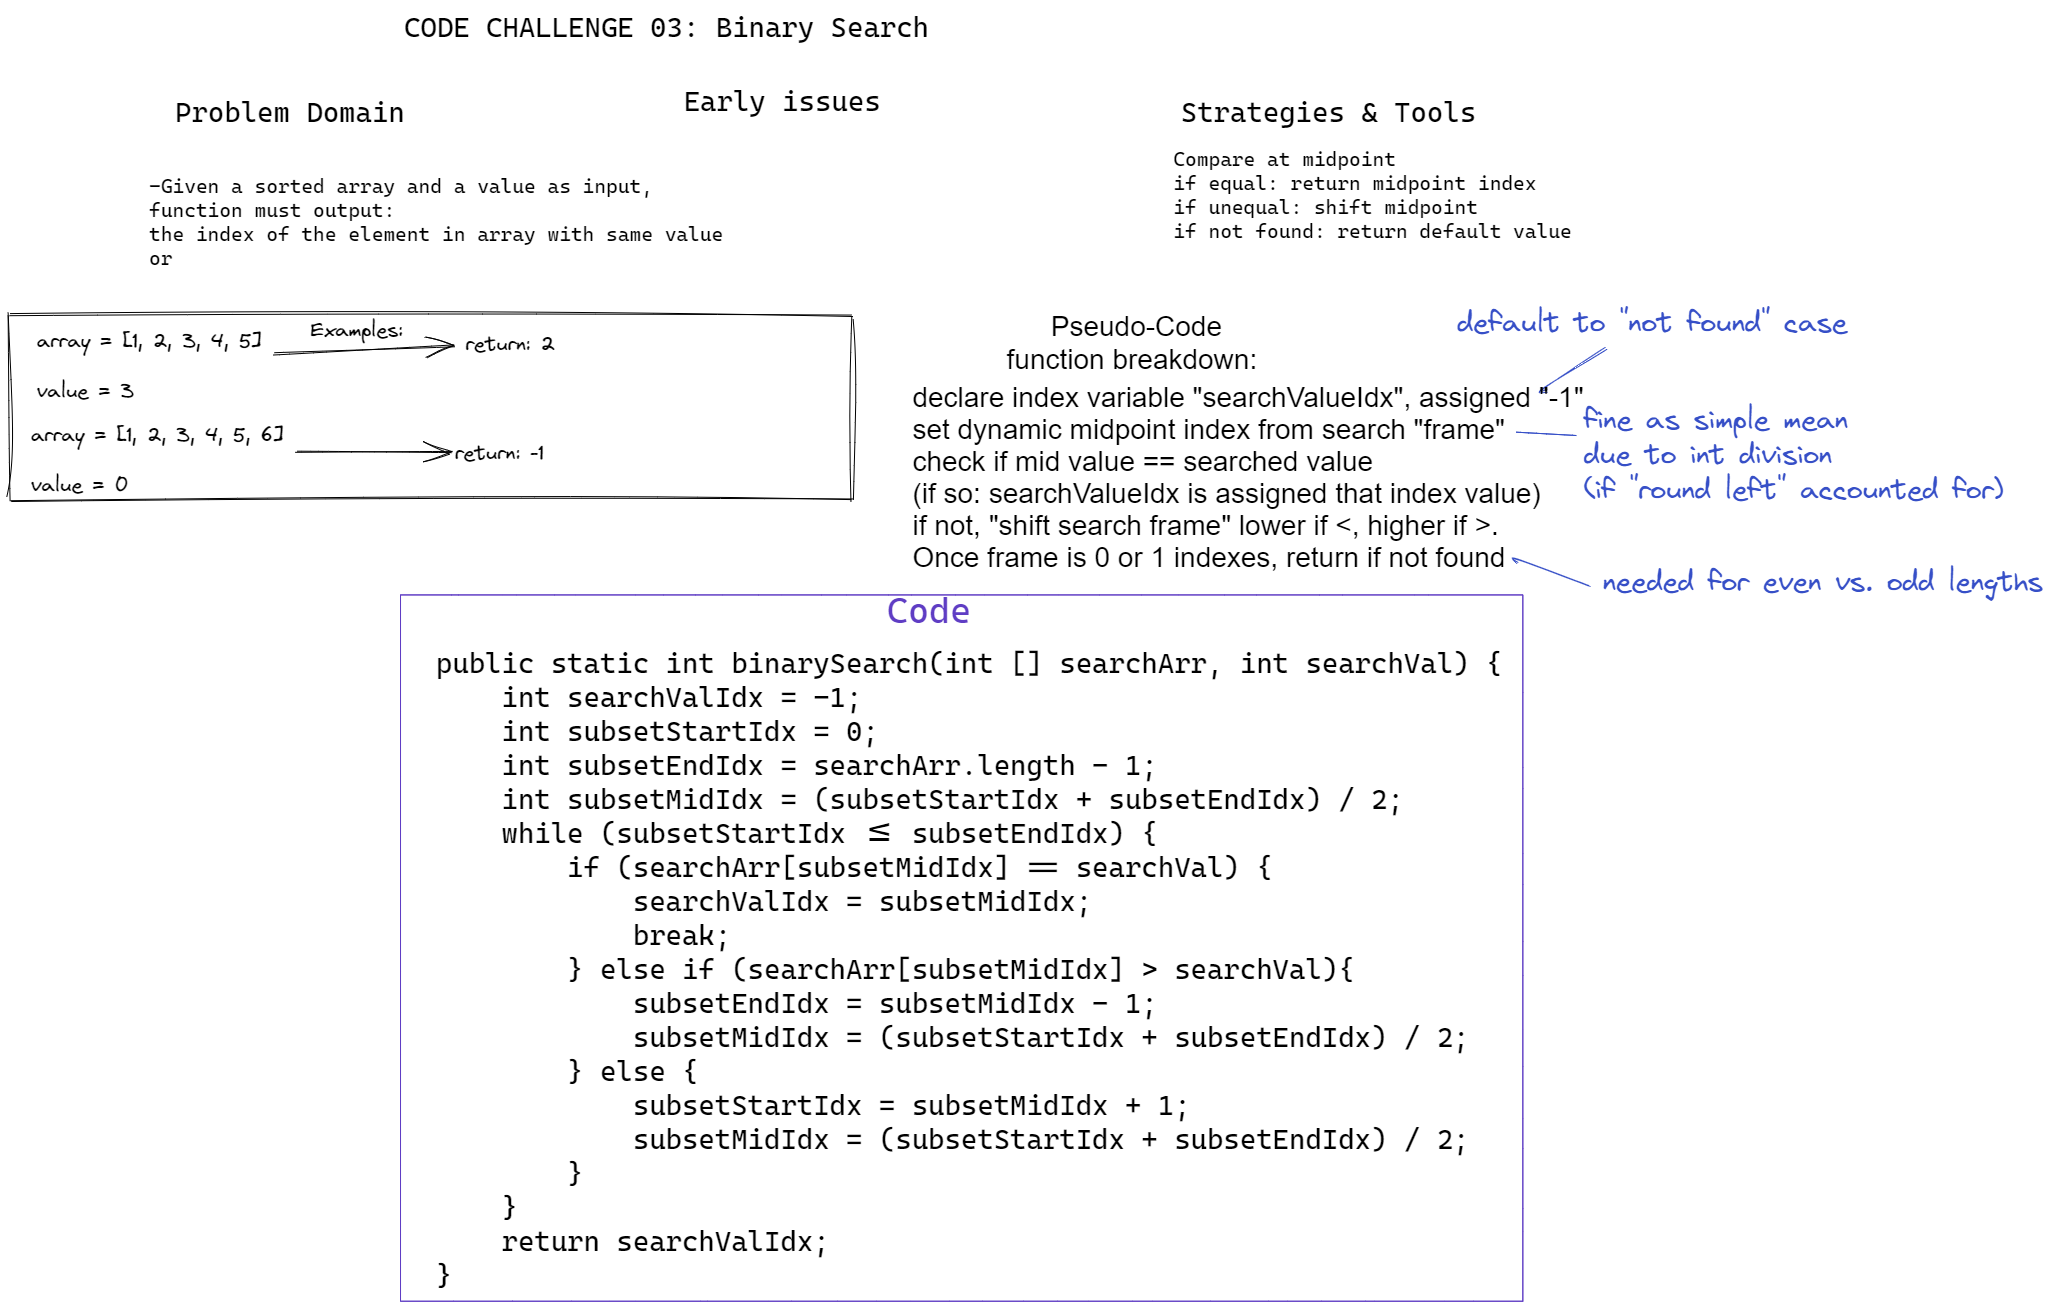 CODE CHALLENGE 03: Binary Search
Problem Domain
Early issues
Strategies & Tools
-Given a sorted array and a value as input,
function must output:
the index of the element in array with same value
or
Compare at midpoint
if equal: return midpoint index
if unequal: shift midpoint
if not found: return default value
Examples:
array = [1, 2, 3, 4, 5]
return: 2
value = 3
array = [1, 2, 3, 4, 5, 6]
return: -1
value = 0
Pseudo-Code
function breakdown:
declare index variable "searchValueIdx", assigned "-1"
set dynamic midpoint index from search "frame"
check if mid value == searched value
(if so: searchValueIdx is assigned that index value)
if not, "shift search frame" lower if <, higher if >.
Once frame is 0 or 1 indexes, return if not found
default to "not found" case
fine as simple mean
due to int division
(if "round left" accounted for)
needed for even vs. odd lengths
Code
public static int binarySearch(int [] searchArr, int searchVal) {
    int searchValIdx = -1;
    int subsetStartIdx = 0;
    int subsetEndIdx = searchArr.length - 1;
    int subsetMidIdx = (subsetStartIdx + subsetEndIdx) / 2;
    while (subsetStartIdx ≤ subsetEndIdx) {
        if (searchArr[subsetMidIdx] == searchVal) {
            searchValIdx = subsetMidIdx;
            break;
        } else if (searchArr[subsetMidIdx] > searchVal){
            subsetEndIdx = subsetMidIdx - 1;
            subsetMidIdx = (subsetStartIdx + subsetEndIdx) / 2;
        } else {
            subsetStartIdx = subsetMidIdx + 1;
            subsetMidIdx = (subsetStartIdx + subsetEndIdx) / 2;
        }
    }
    return searchValIdx;
}